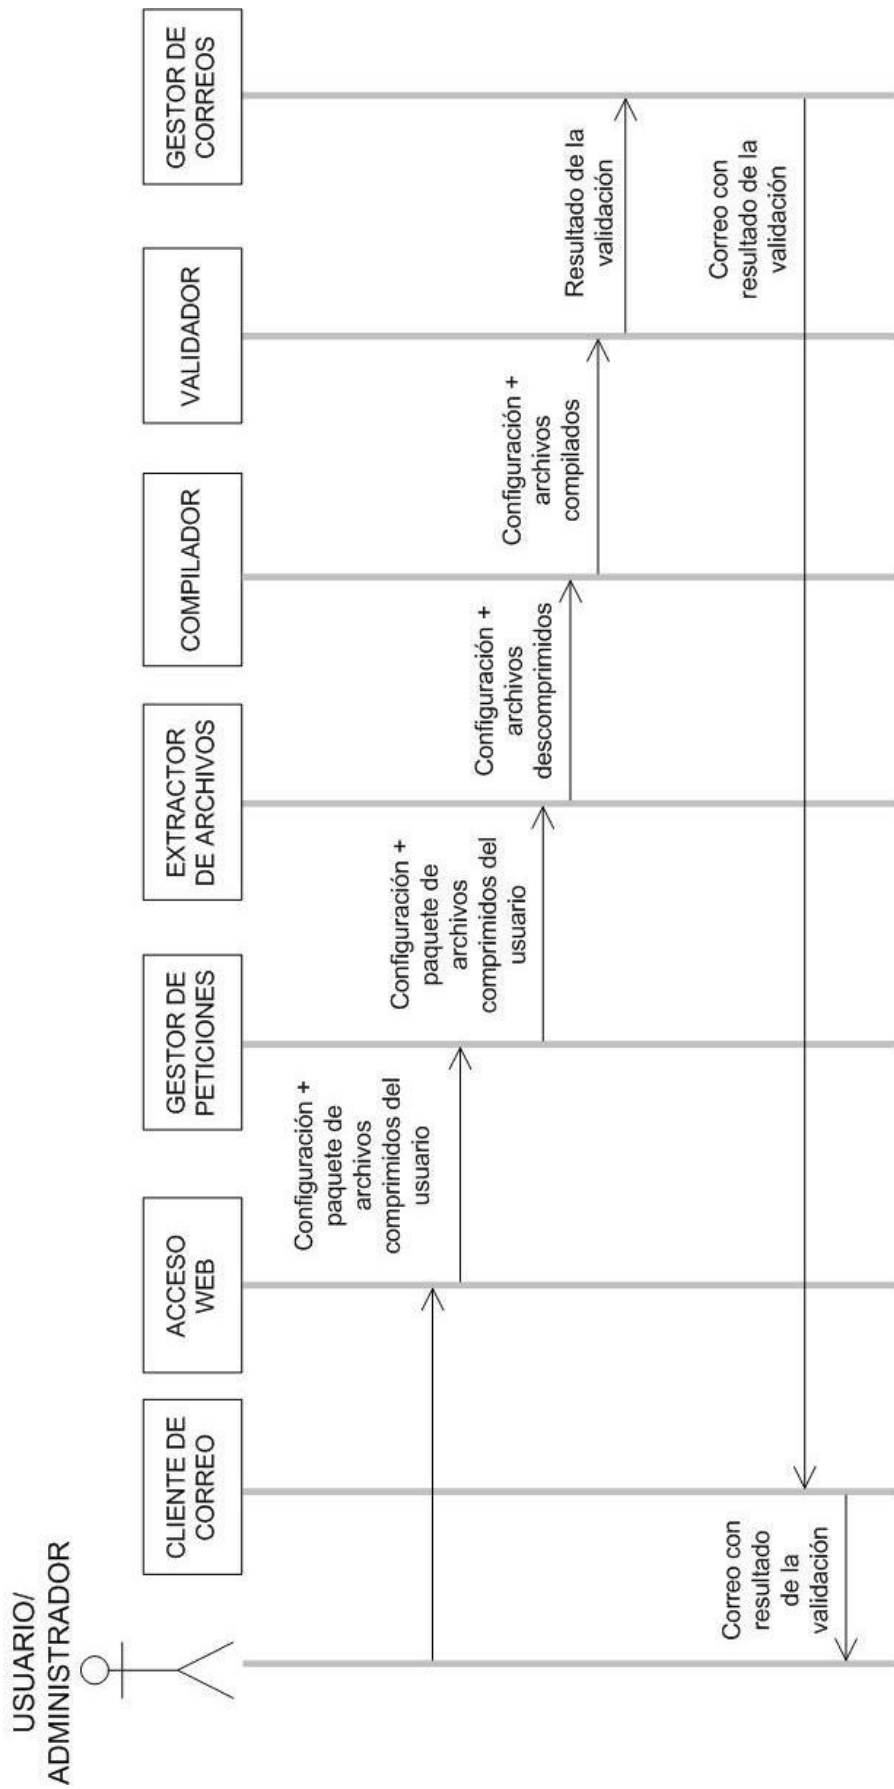 USUARIO/
ADMINISTRADOR
CLIENTE DE
CORREO
ACCESO
WEB
GESTOR DE
PETICIONES
EXTRACTOR
DE ARCHIVOS
COMPILADOR
VALIDADOR
GESTOR DE
CORREOS
Configuración +
paquete de
archivos
comprimidos del
usuario
Configuración +
paquete de
archivos
comprimidos del
usuario
Configuración +
archivos
descomprimidos
Configuración +
archivos
compilados
Resultado de la
validación
Correo con
resultado de la
validación
Correo con
resultado
de la
validación